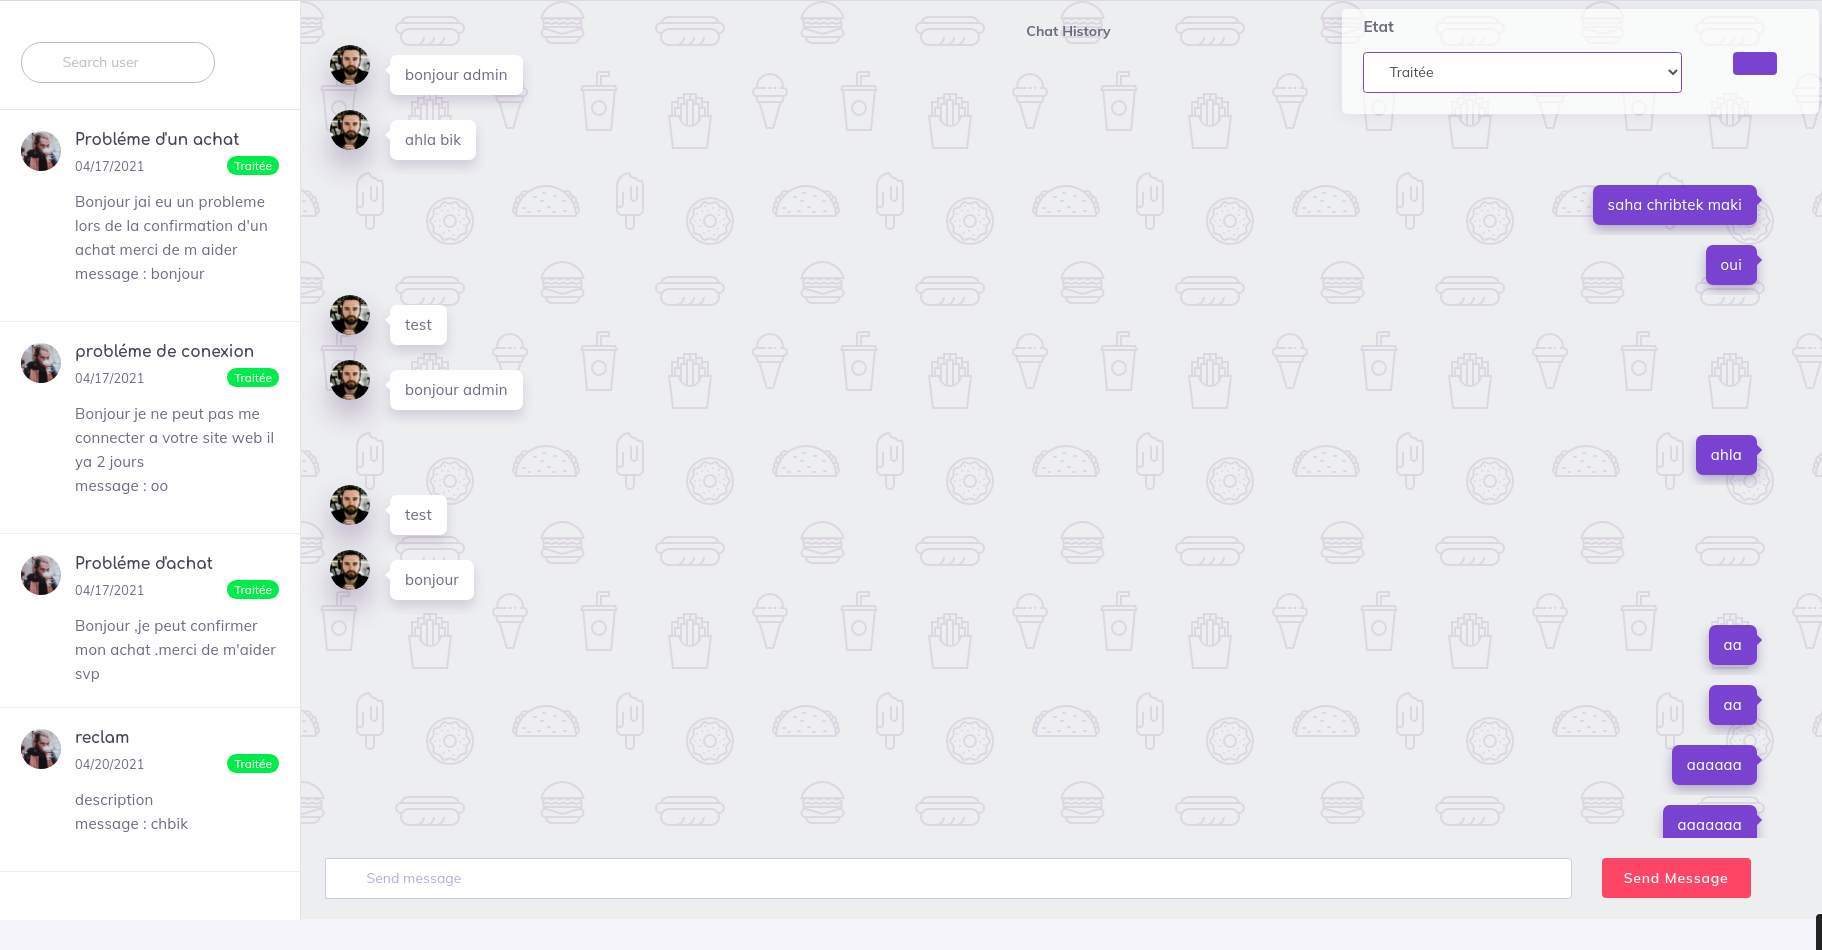 Search user
Probléme d'un achat
04/17/2021
Traitée
Bonjour jai eu un probleme
lors de la confirmation d'un
achat merci de m aider
message : bonjour
probléme de conexion
04/17/2021
Traitée
Bonjour je ne peut pas me
connecter a votre site web il
ya 2 jours
message : oo
Probléme d'achat
04/17/2021
Traitée
Bonjour ,je peut confirmer
mon achat .merci de m'aider
svp
reclam
04/20/2021
Traitée
description
message : chbik
Chat History
Etat
Traitée
bonjour admin
ahla bik
saha chribtek maki
oui
test
bonjour admin
ahla
test
bonjour
aa
aa
aaaaaa
aaaaaaa
Send message
Send Message